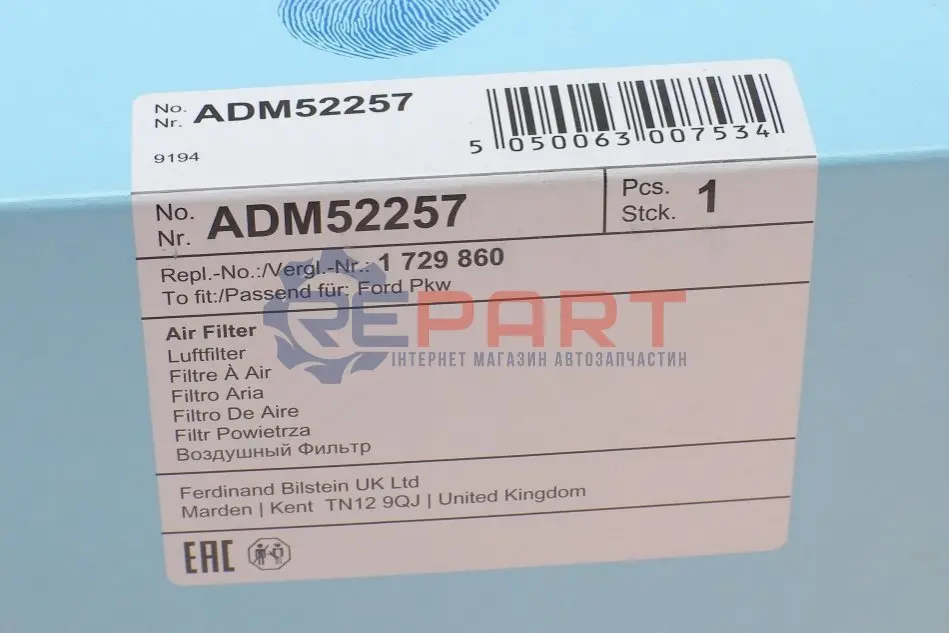 No. ADM52257
Nr.
9194
5 050063 007534
No. ADM52257
Nr.
Pcs. 1
Stck.
Repl.-No.:/Vergl.-Nr.: 1 729 860
To fit:/Passend für: Ford Pkw
REPART
ІНТЕРНЕТ МАГАЗИН АВТОЗАПЧАСТИН
Air Filter
Luftfilter
Filtre À Air
Filtro Aria
Filtro De Aire
Filtr Powietrza
Воздушный Фильтр
Ferdinand Bilstein UK Ltd
Marden | Kent TN12 9QJ | United Kingdom
EAC